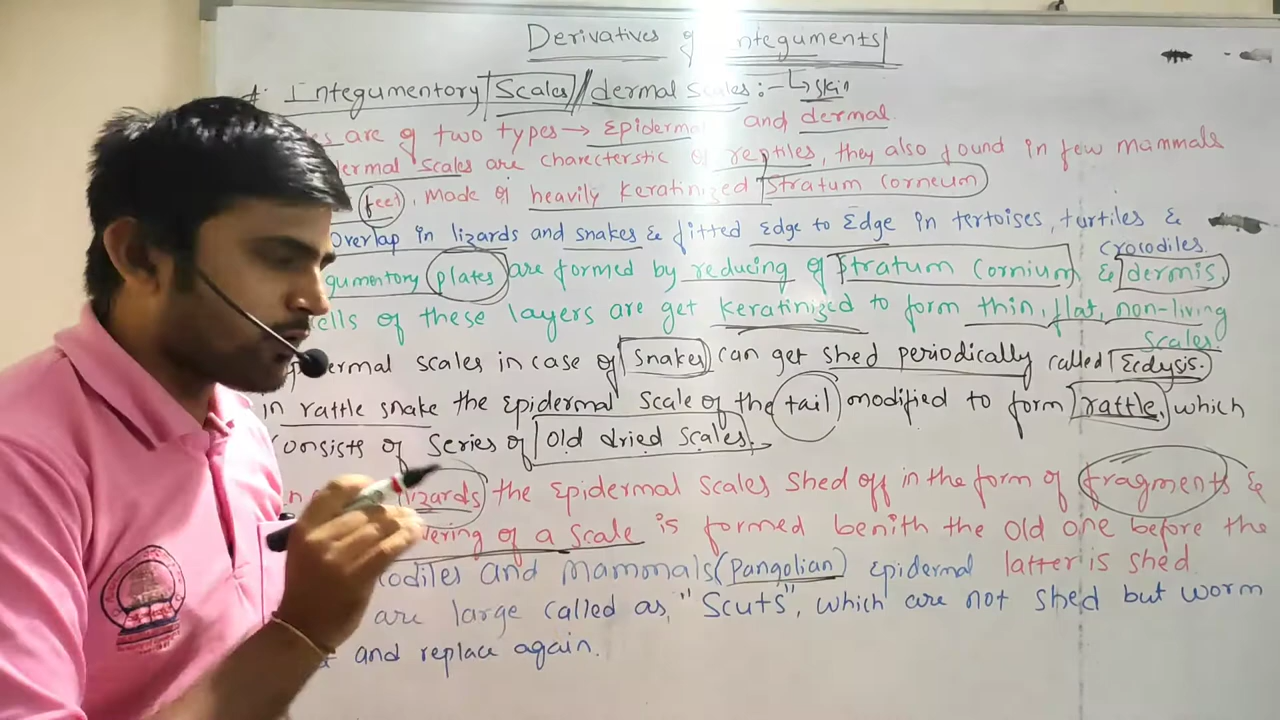 Derivatives of integuments
Integumentory Scales // dermal scales :- ↳ skin
are of two types → Epiderma and dermal.
dermal scales are charecterstic of reptiles, they also found in few mammals
feet, made of heavily keratinized stratum corneum
Overlap in lizards and snakes & fitted Edge to Edge in tertoises, turtiles &
crocodiles.
gumentory plates are formed by reducing of stratum Cornium & dermis,
cells of these layers are get keratinized to form thin, flat, non-living
scales
ermal scales in case of snakes can get shed periodically called Ecdysis.
In rattle snake the Epidermal scale of the tail modified to form rattle, which
consists of series of old dried scales.
lizards the Epidermal scales shed off in the form of fragments &
vering of a scale is formed benith the old one before the
latter is shed.
codiles and mammals (pangolian) epidermal
are large called as, "Scuts", which are not shed but worm
and replace again.